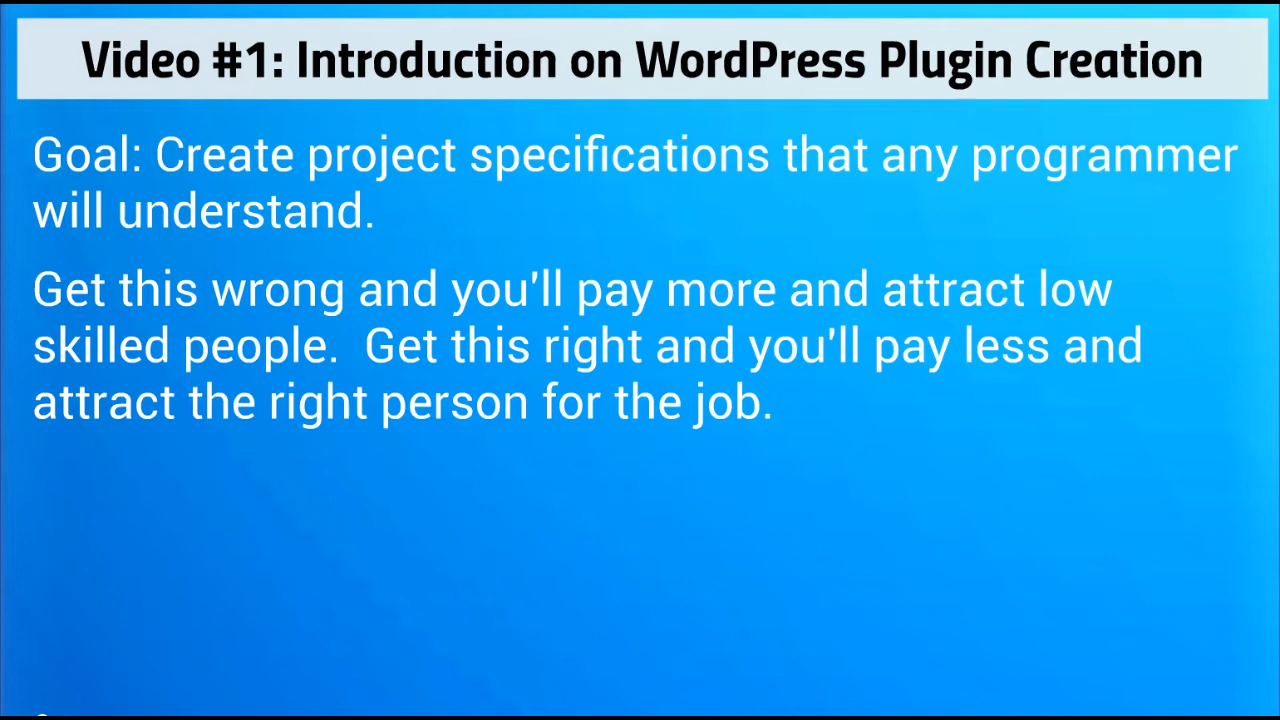 Video #1: Introduction on WordPress Plugin Creation
Goal: Create project specifications that any programmer
will understand.
Get this wrong and you'll pay more and attract low
skilled people.  Get this right and you'll pay less and
attract the right person for the job.